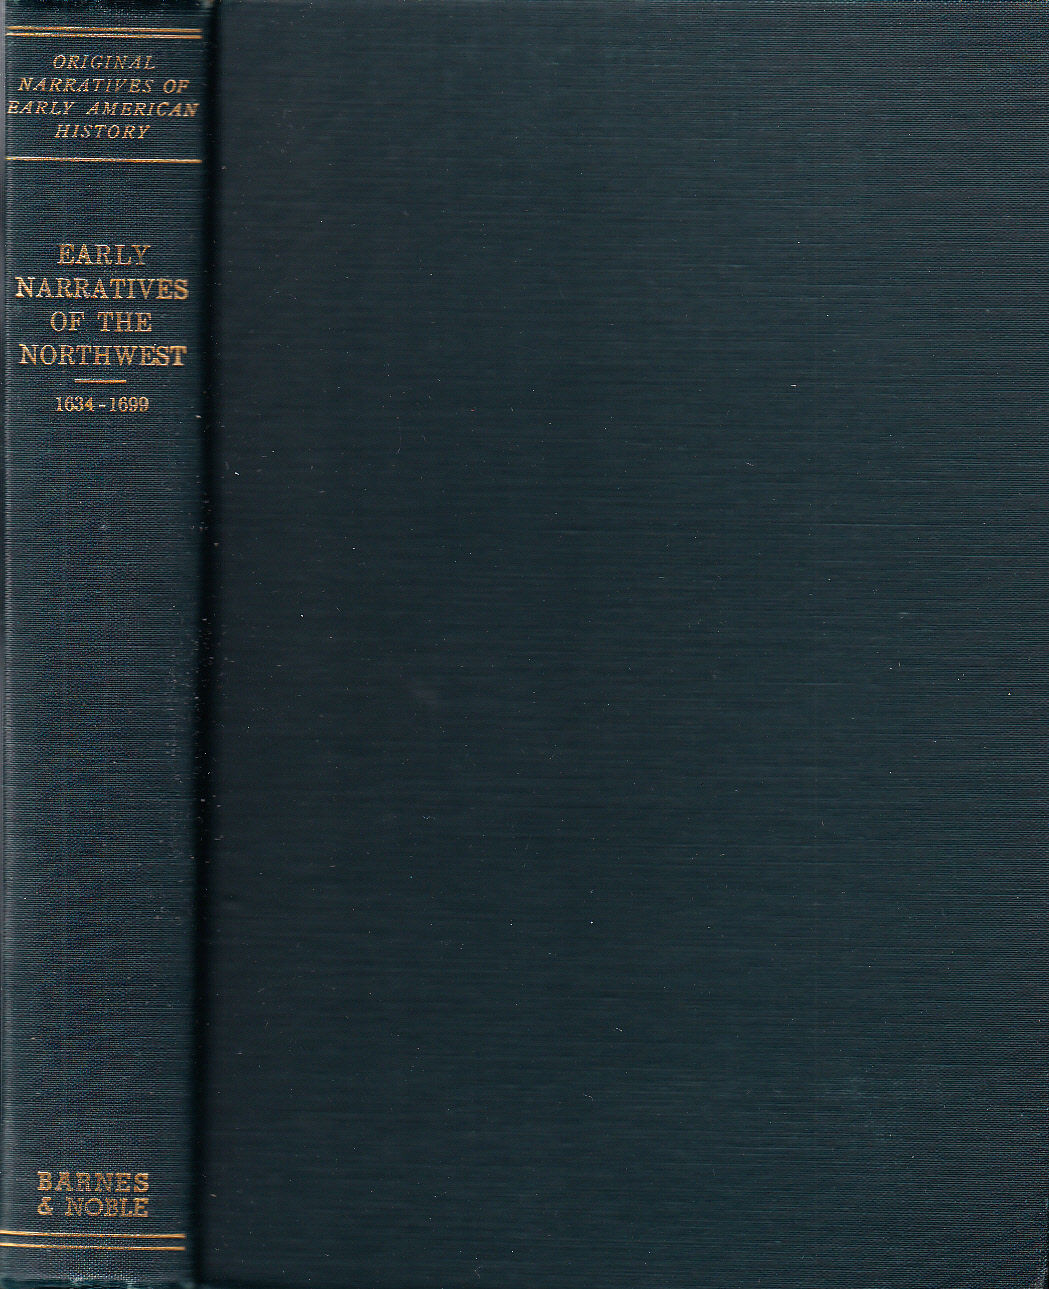 ORIGINAL
NARRATIVES OF
EARLY AMERICAN
HISTORY
EARLY
NARRATIVES
OF THE
NORTHWEST
1634-1699
BARNES
& NOBLE